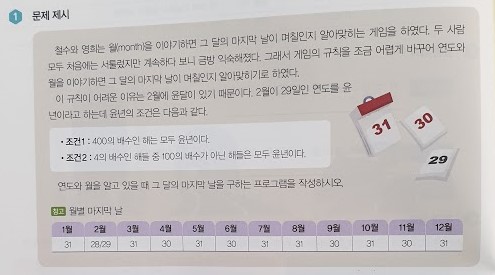 1 문제 제시
철수와 영희는 월(month)을 이야기하면 그 달의 마지막 날이 며칠인지 알아맞히는 게임을 하였다. 두 사람
모두 처음에는 서툴렀지만 계속하다 보니 금방 익숙해졌다. 그래서 게임의 규칙을 조금 어렵게 바꾸어 연도와
월을 이야기하면 그 달의 마지막 날이 며칠인지 알아맞히기로 하였다.
이 규칙이 어려운 이유는 2월에 윤달이 있기 때문이다. 2월이 29일인 연도를 윤
년이라고 하는데 윤년의 조건은 다음과 같다.
31
30
29
• 조건1 : 400의 배수인 해는 모두 윤년이다.
• 조건2 : 4의 배수인 해들 중 100의 배수가 아닌 해들은 모두 윤년이다.
연도와 월을 알고 있을 때 그 달의 마지막 날을 구하는 프로그램을 작성하시오.
참고 월별 마지막 날
1월 2월 3월 4월 5월 6월 7월 8월 9월 10월 11월 12월
31 28/29 31 30 31 30 31 31 30 31 30 31